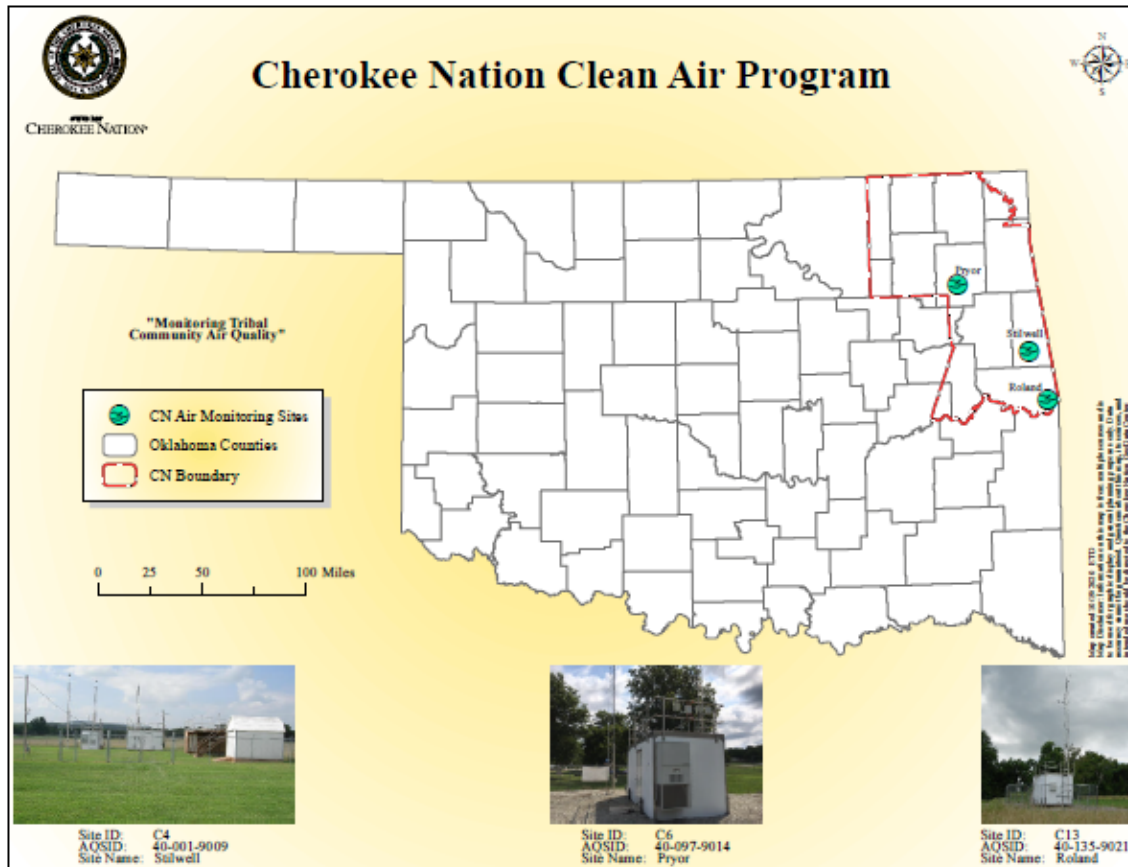 Cherokee Nation Clean Air Program
N
W
E
S
CHEROKEE NATION
Pryor
"Monitoring Tribal
Community Air Quality"
Stilwell
Roland
CN Air Monitoring Sites
Oklahoma Counties
CN Boundary
0 25 50 100 Miles
Site ID: C4
AQSID: 40-001-9009
Site Name: Stilwell
Site ID: C6
AQSID: 40-097-9014
Site Name: Pryor
Site ID: C13
AQSID: 40-135-9021
Site Name: Roland